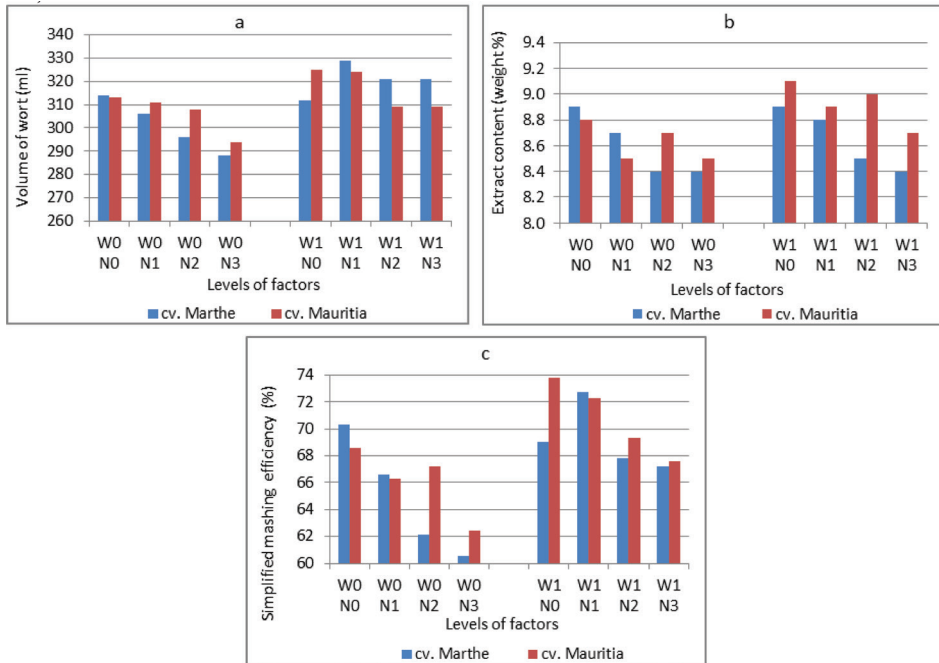 a
Volume of wort (ml)
340
330
320
310
300
290
280
270
260
W0 W0 W0 W0 W1 W1 W1 W1
N0 N1 N2 N3 N0 N1 N2 N3
Levels of factors
cv. Marthe cv. Mauritia
b
Extract content (weight %)
9.4
9.2
9.0
8.8
8.6
8.4
8.2
8.0
W0 W0 W0 W0 W1 W1 W1 W1
N0 N1 N2 N3 N0 N1 N2 N3
Levels of factors
cv. Marthe cv. Mauritia
c
Simplified mashing efficiency (%)
74
72
70
68
66
64
62
60
W0 W0 W0 W0 W1 W1 W1 W1
N0 N1 N2 N3 N0 N1 N2 N3
Levels of factors
cv. Marthe cv. Mauritia